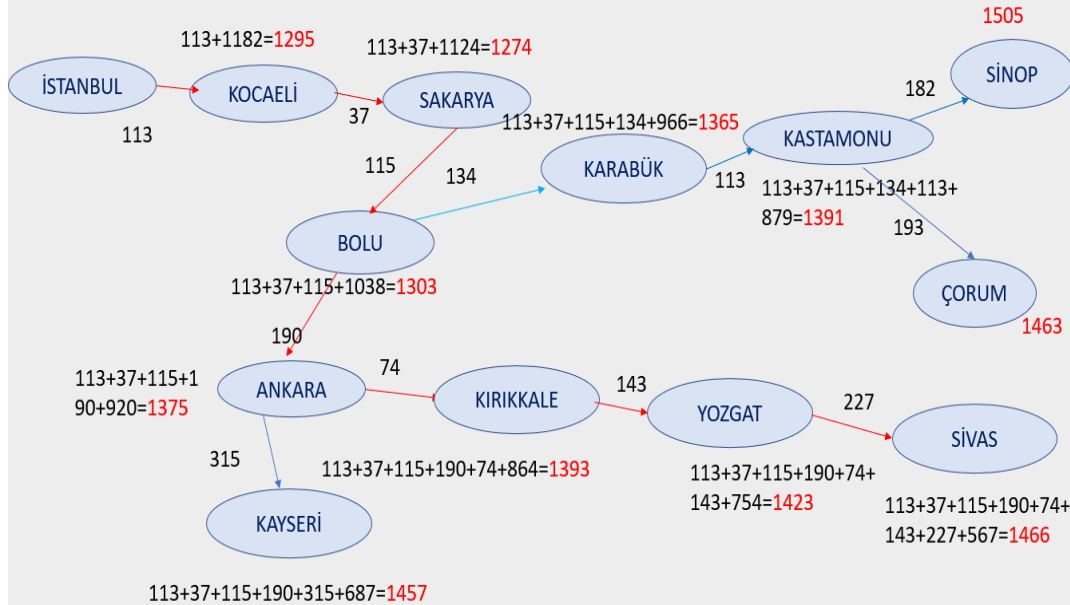 1505
113+1182=1295
113+37+1124=1274
İSTANBUL
KOCAELİ
SAKARYA
SİNOP
113
37
182
113+37+115+134+966=1365
KASTAMONU
115
134
KARABÜK
113
113+37+115+134+113+
879=1391
193
BOLU
113+37+115+1038=1303
ÇORUM
1463
190
113+37+115+1
90+920=1375
ANKARA
74
KIRIKKALE
143
YOZGAT
227
SİVAS
315
113+37+115+190+74+864=1393
113+37+115+190+74+
143+754=1423
113+37+115+190+74+
143+227+567=1466
KAYSERİ
113+37+115+190+315+687=1457